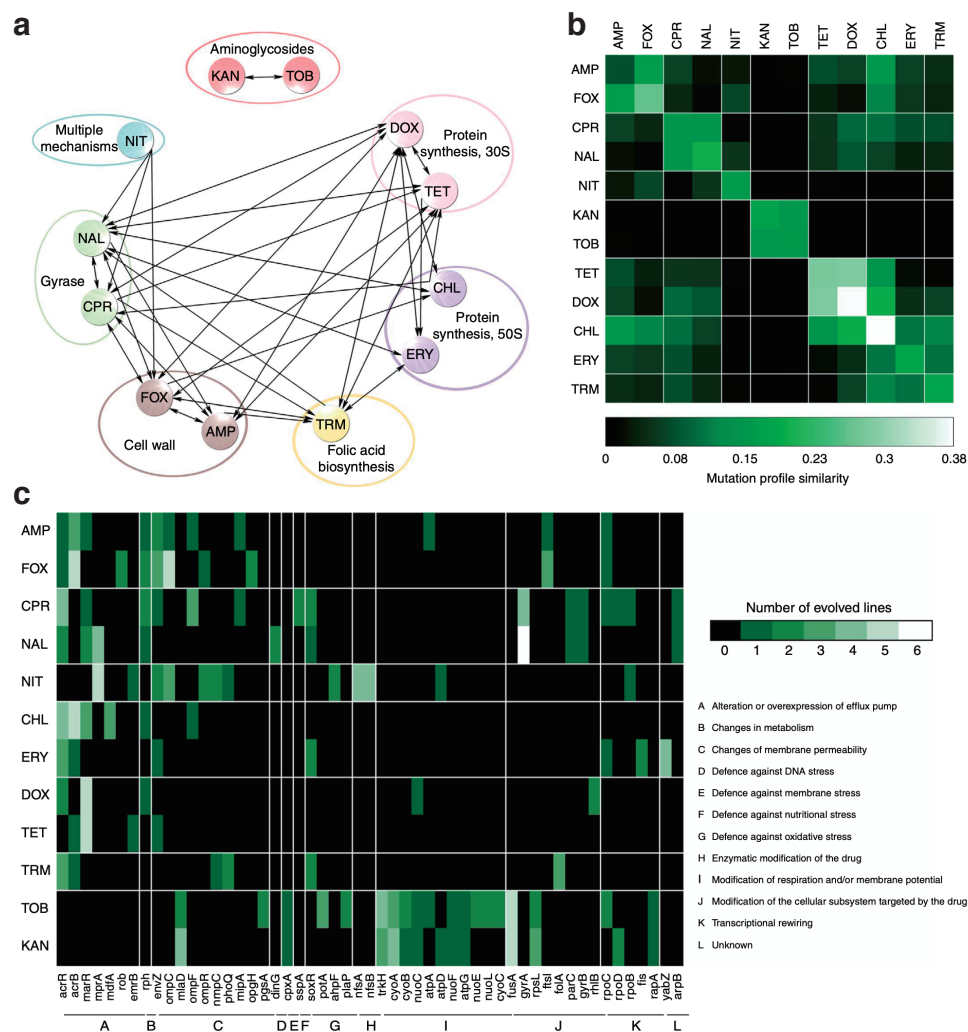 a
Aminoglycosides
KAN
TOB
Multiple
mechanisms
NIT
DOX
Protein
synthesis, 30S
TET
NAL
Gyrase
CPR
CHL
Protein
synthesis, 50S
ERY
FOX
AMP
Cell wall
TRM
Folic acid
biosynthesis
b
AMP FOX CPR NAL NIT KAN TOB TET DOX CHL ERY TRM
AMP
FOX
CPR
NAL
NIT
KAN
TOB
TET
DOX
CHL
ERY
TRM
0 0.08 0.15 0.23 0.3 0.38
Mutation profile similarity
c
AMP
FOX
CPR
NAL
NIT
CHL
ERY
DOX
TET
TRM
TOB
KAN
acrR acrB marR mprA mdfA rob emrB rph envZ ompC mlaD ompF ompR nmpC phoQ mipA opgH pgsA dinG cpxA sspA soxR potA ahpF plaP nfsA nfsB trkH cyoA cyoB nuoC atpA atpD nuoF atpG nuoE nuoL cyoC fusA gyrA rpsL ftsI folA parC gyrB rhlB rpoC rpoD rpoB fis rapA yabZ arpB
A B C D E F G H I J K L
Number of evolved lines
0 1 2 3 4 5 6
A Alteration or overexpression of efflux pump
B Changes in metabolism
C Changes of membrane permeability
D Defence against DNA stress
E Defence against membrane stress
F Defence against nutritional stress
G Defence against oxidative stress
H Enzymatic modification of the drug
I Modification of respiration and/or membrane potential
J Modification of the cellular subsystem targeted by the drug
K Transcriptional rewiring
L Unknown